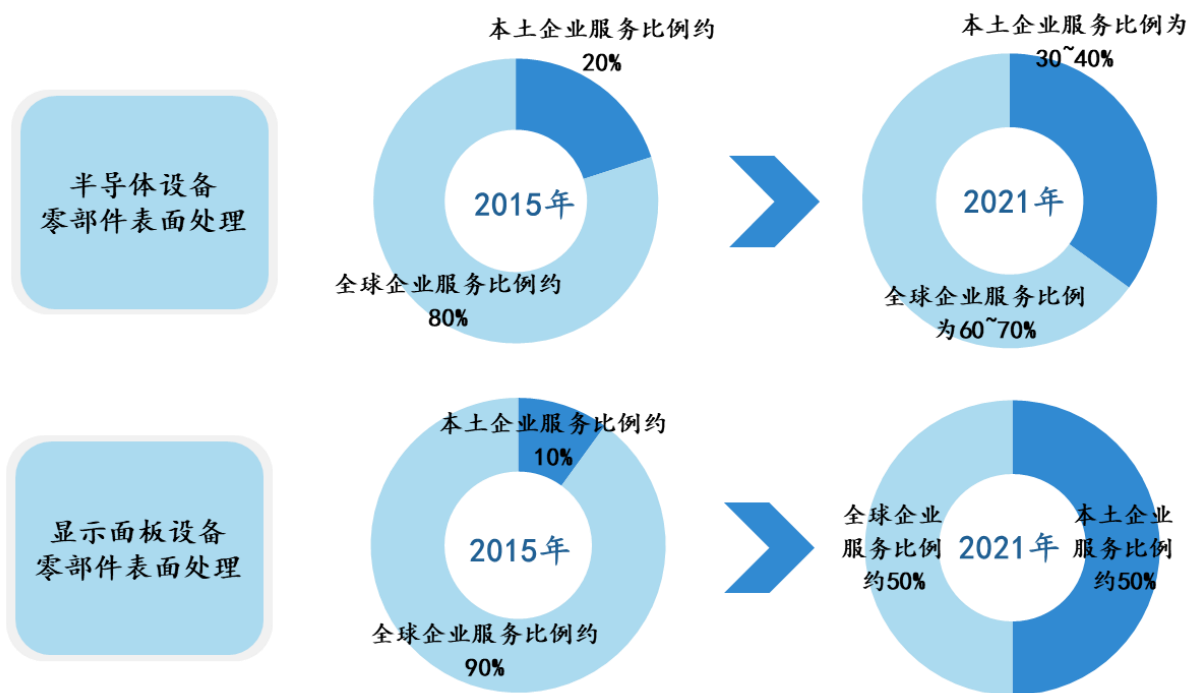 本土企业服务比例约
20%
本土企业服务比例为
30~40%
半导体设备
零部件表面处理
2015年
2021年
全球企业服务比例约
80%
全球企业服务比例
为60~70%
本土企业服务比例约
10%
显示面板设备
零部件表面处理
2015年
全球企业
服务比例
约50%
2021年
本土企业
服务比例
约50%
全球企业服务比例约
90%